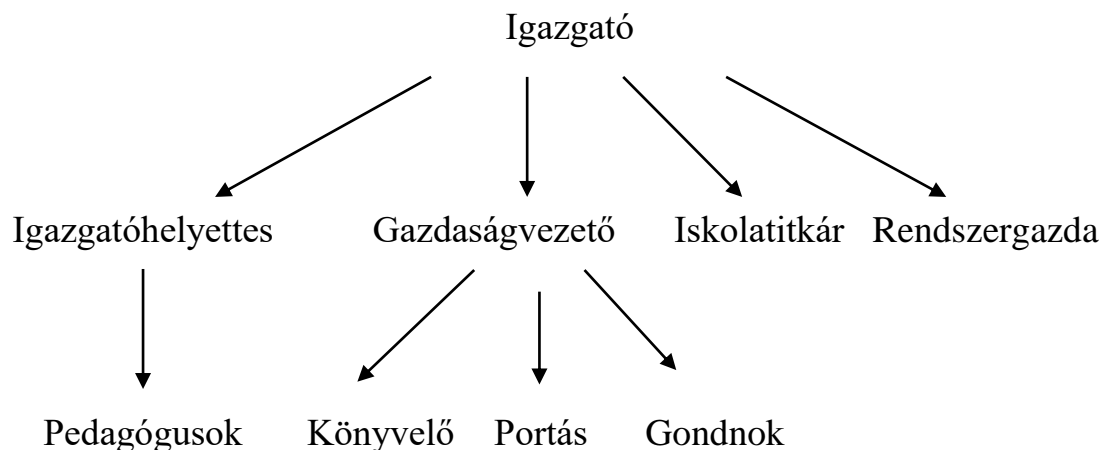 Igazgató
Igazgatóhelyettes Gazdaságvezető Iskolatitkár Rendszergazda
Pedagógusok Könyvelő Portás Gondnok